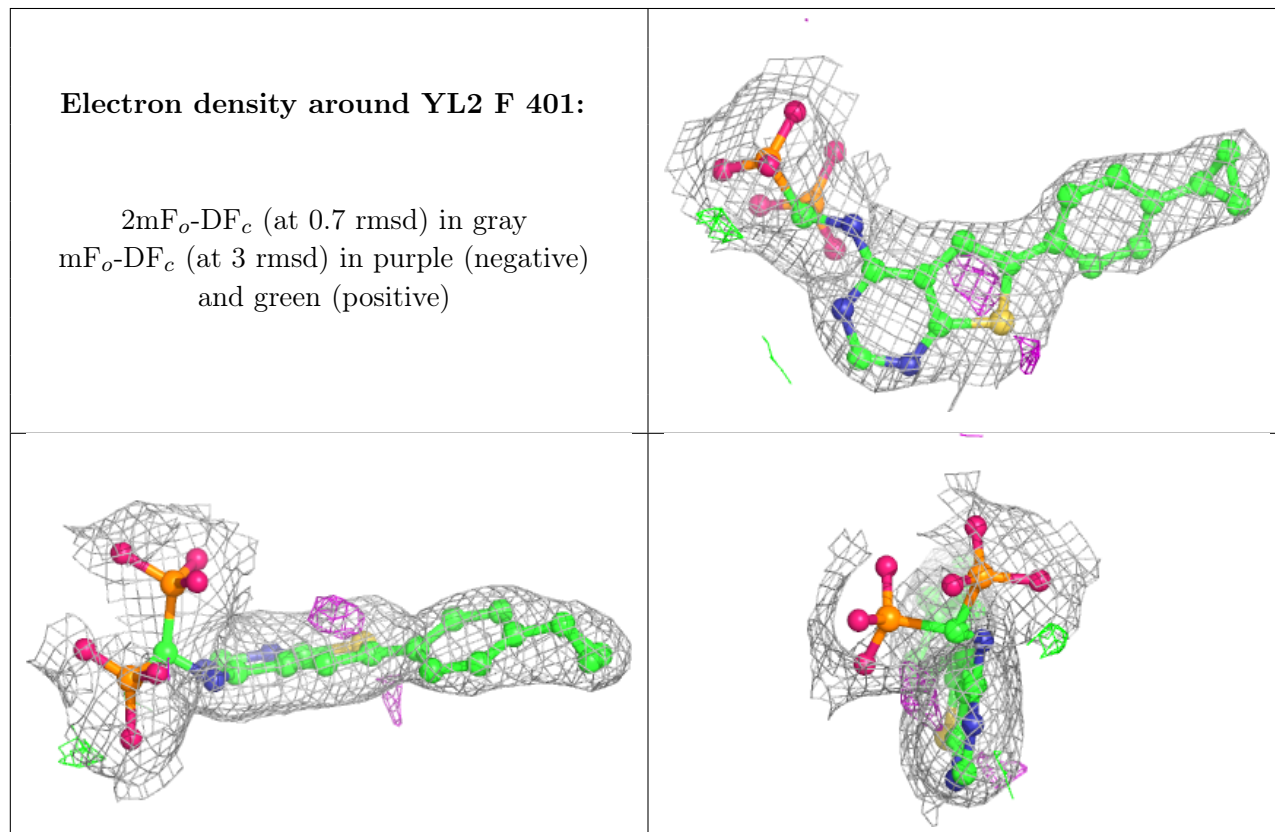 Electron density around YL2 F 401:
2mFo-DFc (at 0.7 rmsd) in gray
mFo-DFc (at 3 rmsd) in purple (negative)
and green (positive)